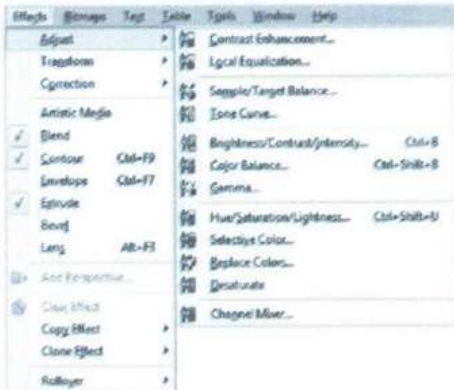 Effects Bitmaps Text Table Tools Window Help
Adjust
Transform
Correction
Artistic Media
Blend
Contour Ctrl+F9
Envelope Ctrl+F7
Extrude
Bevel
Lens Alt+F3
Add Perspective...
Clear Effect
Copy Effect
Clone Effect
Rollover
Contrast Enhancement...
Local Equalization...
Sample/Target Balance...
Tone Curve...
Brightness/Contrast/Intensity... Ctrl+B
Color Balance... Ctrl+Shift+B
Gamma...
Hue/Saturation/Lightness... Ctrl+Shift+U
Selective Color...
Replace Colors...
Desaturate
Channel Mixer...